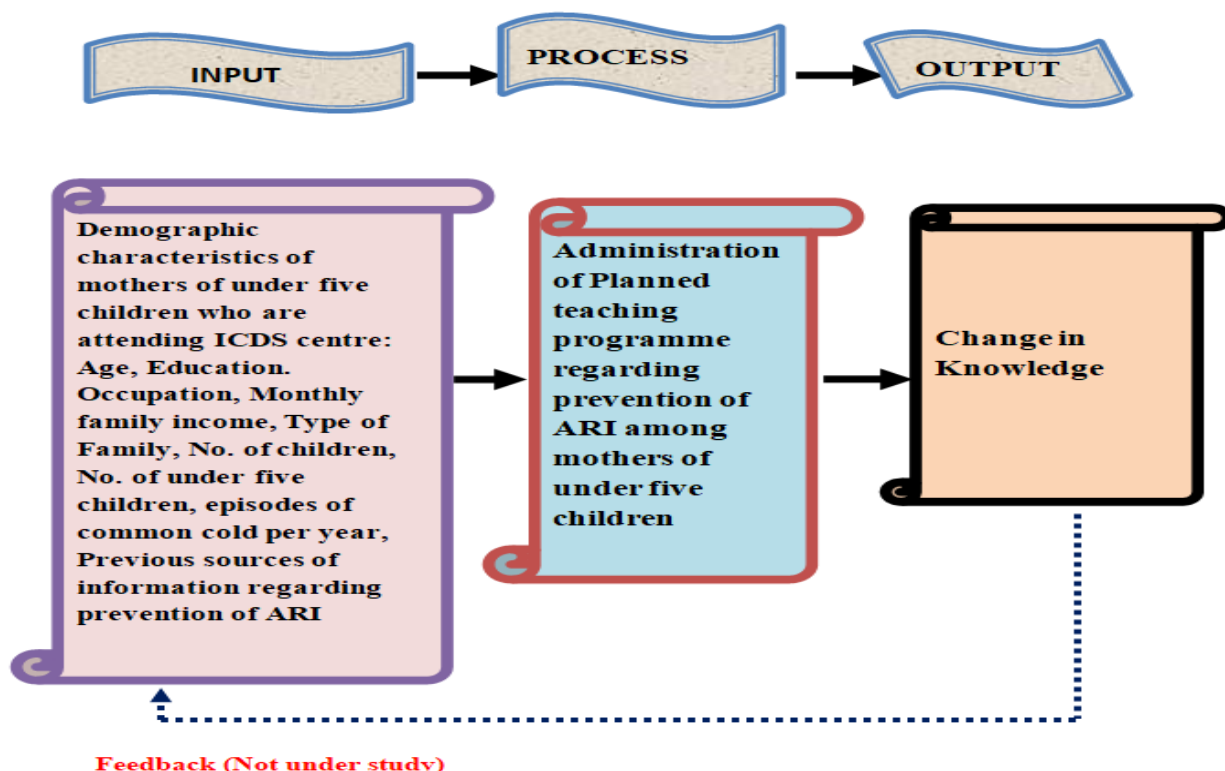 INPUT
PROCESS
OUTPUT
Demographic
characteristics of
mothers of under five
children who are
attending ICDS centre:
Age, Education.
Occupation, Monthly
family income, Type of
Family, No. of children,
No. of under five
children, episodes of
common cold per year,
Previous sources of
information regarding
prevention of ARI
Administration
of Planned
teaching
programme
regarding
prevention of
ARI among
mothers of
under five
children
Change in
Knowledge
Feedback (Not under study)